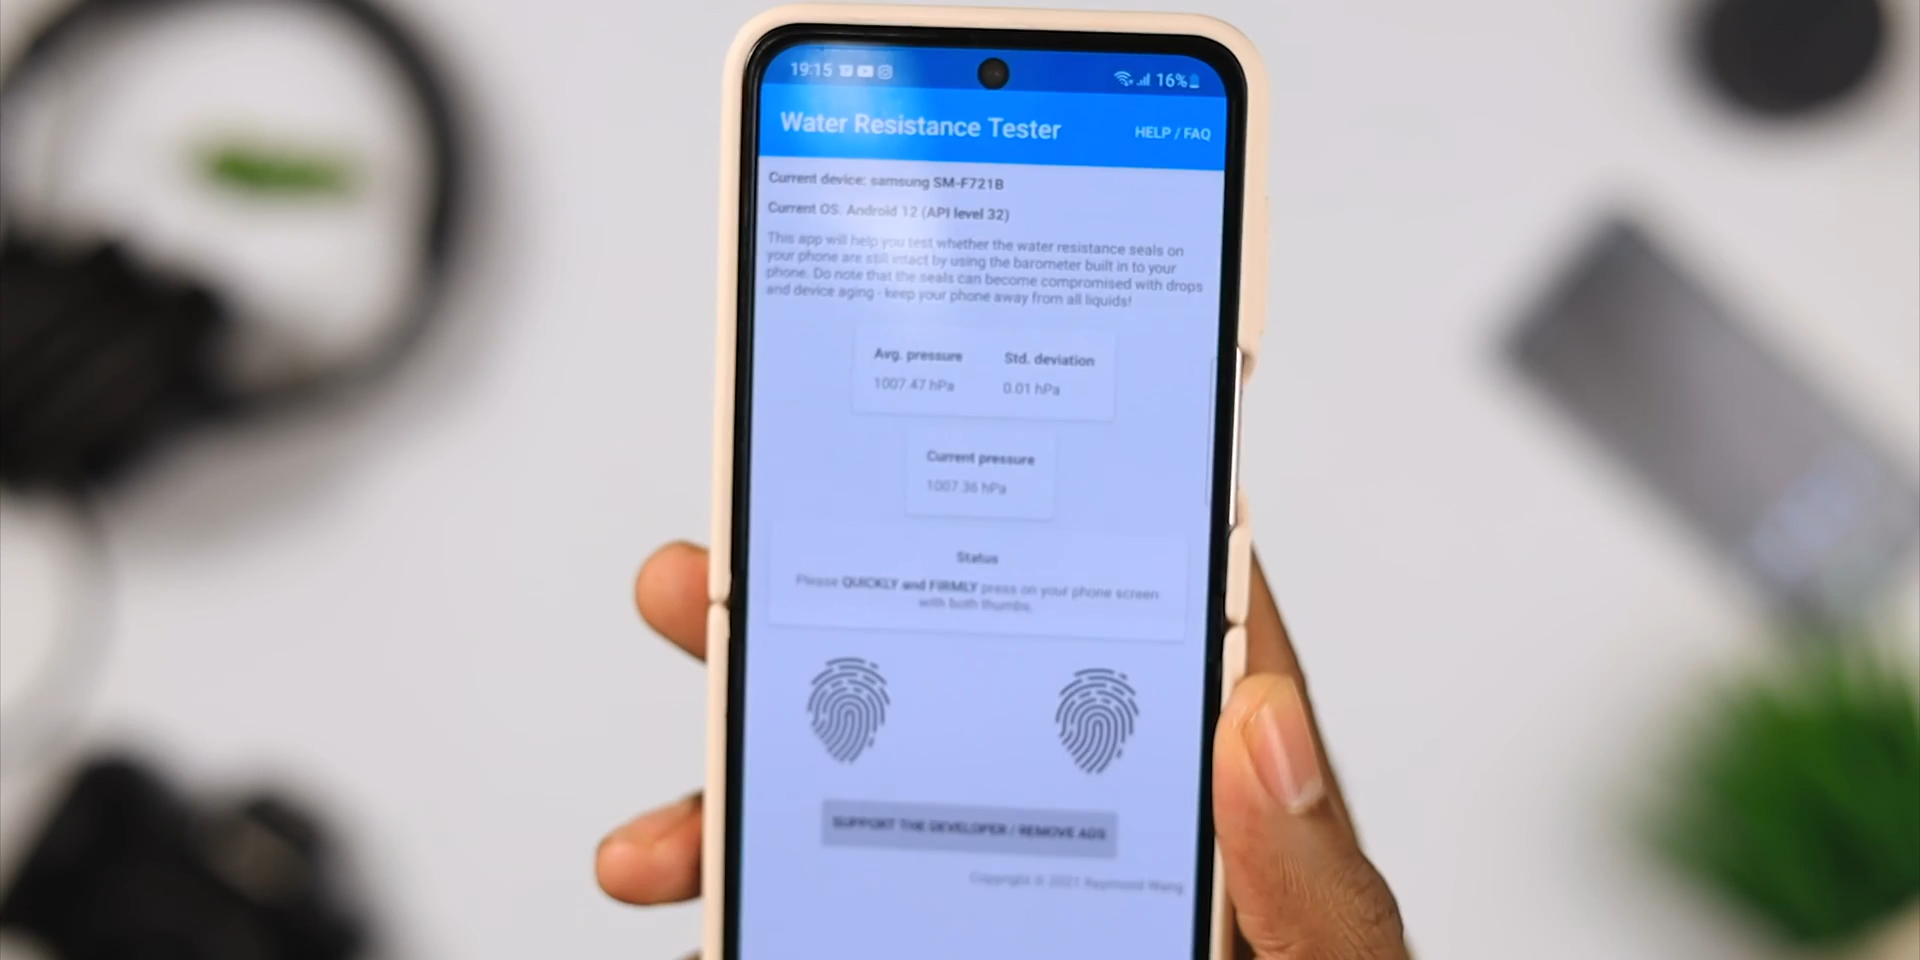 19:15 16%
Water Resistance Tester HELP / FAQ
Current device: samsung SM-F721B
Current OS: Android 12 (API level 32)
This app will help you test whether the water resistance seals on
your phone are still intact by using the barometer built in to your
phone. Do note that the seals can become compromised with drops
and device aging - keep your phone away from all liquids!
Avg. pressure Std. deviation
1007.47 hPa 0.01 hPa
Current pressure
1007.36 hPa
Status
Please QUICKLY and FIRMLY press on your phone screen
with both thumbs.
SUPPORT THE DEVELOPER / REMOVE ADS
Copyright © 2021 Raymond Wang